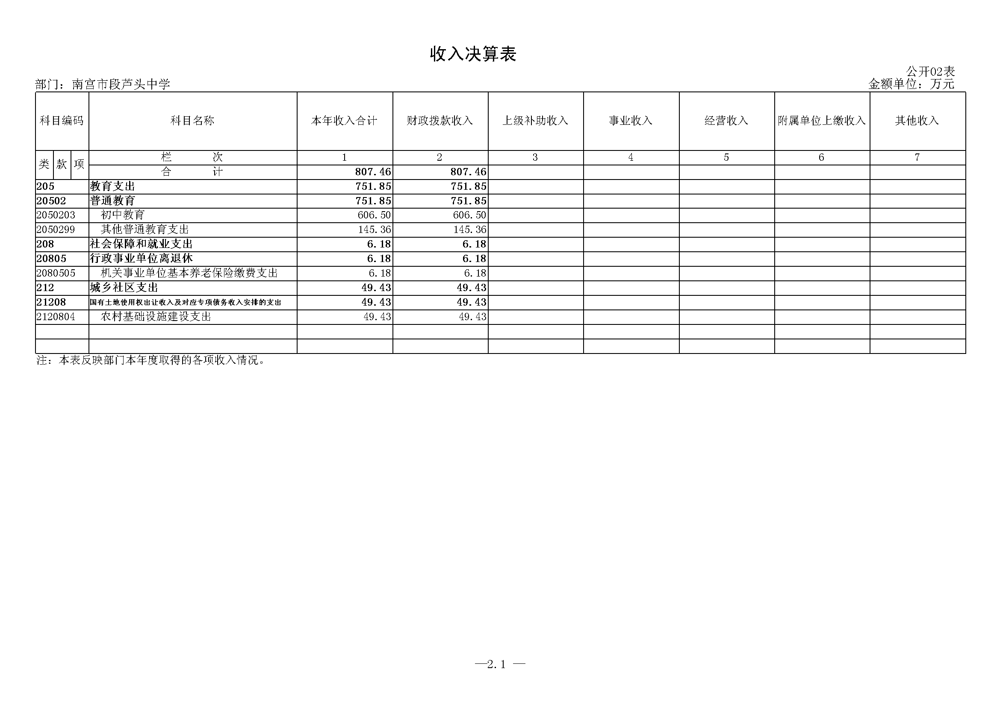 收入决算表
公开02表
部门：南宫市段芦头中学 金额单位：万元
科目编码 科目名称 本年收入合计 财政拨款收入 上级补助收入 事业收入 经营收入 附属单位上缴收入 其他收入
类 款 项 栏 次 1 2 3 4 5 6 7
合 计 807.46 807.46
205 教育支出 751.85 751.85
20502 普通教育 751.85 751.85
2050203 初中教育 606.50 606.50
2050299 其他普通教育支出 145.36 145.36
208 社会保障和就业支出 6.18 6.18
20805 行政事业单位离退休 6.18 6.18
2080505 机关事业单位基本养老保险缴费支出 6.18 6.18
212 城乡社区支出 49.43 49.43
21208 国有土地使用权出让收入及对应专项债务收入安排的支出 49.43 49.43
2120804 农村基础设施建设支出 49.43 49.43
注：本表反映部门本年度取得的各项收入情况。
—2.1 —